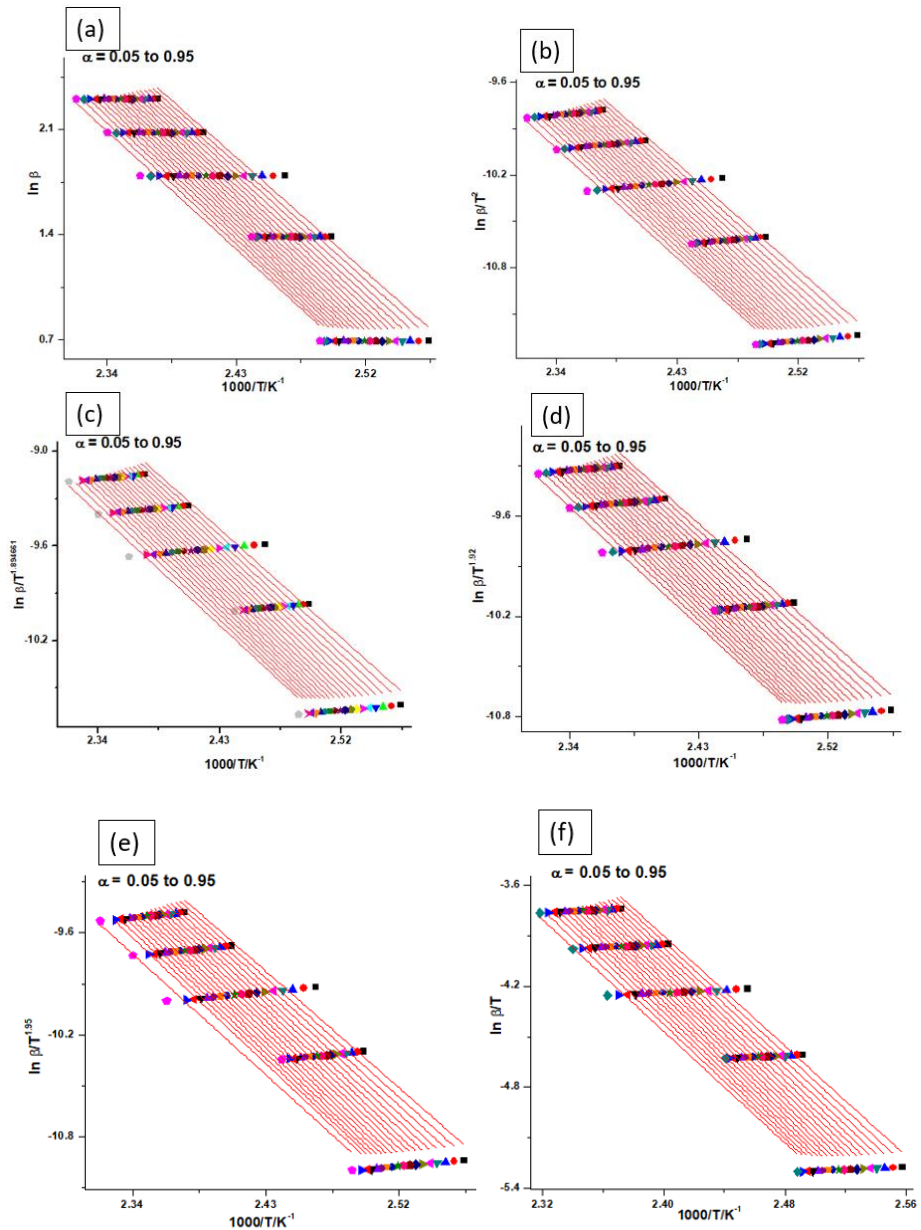 (a)
α = 0.05 to 0.95
2.1
1.4
0.7
ln β
2.34 2.43 2.52
1000/T/K⁻¹
(b)
α = 0.05 to 0.95
-9.6
-10.2
-10.8
ln β/T²
2.34 2.43 2.52
1000/T/K⁻¹
(c)
α = 0.05 to 0.95
-9.0
-9.6
-10.2
ln β/T¹·⁸⁹⁴⁶⁶¹
2.34 2.43 2.52
1000/T/K⁻¹
(d)
α = 0.05 to 0.95
-9.6
-10.2
-10.8
ln β/T¹·⁹²
2.34 2.43 2.52
1000/T/K⁻¹
(e)
α = 0.05 to 0.95
-9.6
-10.2
-10.8
ln β/T¹·⁹⁵
2.34 2.43 2.52
1000/T/K⁻¹
(f)
α = 0.05 to 0.95
-3.6
-4.2
-4.8
-5.4
ln β/T
2.32 2.40 2.48 2.56
1000/T/K⁻¹